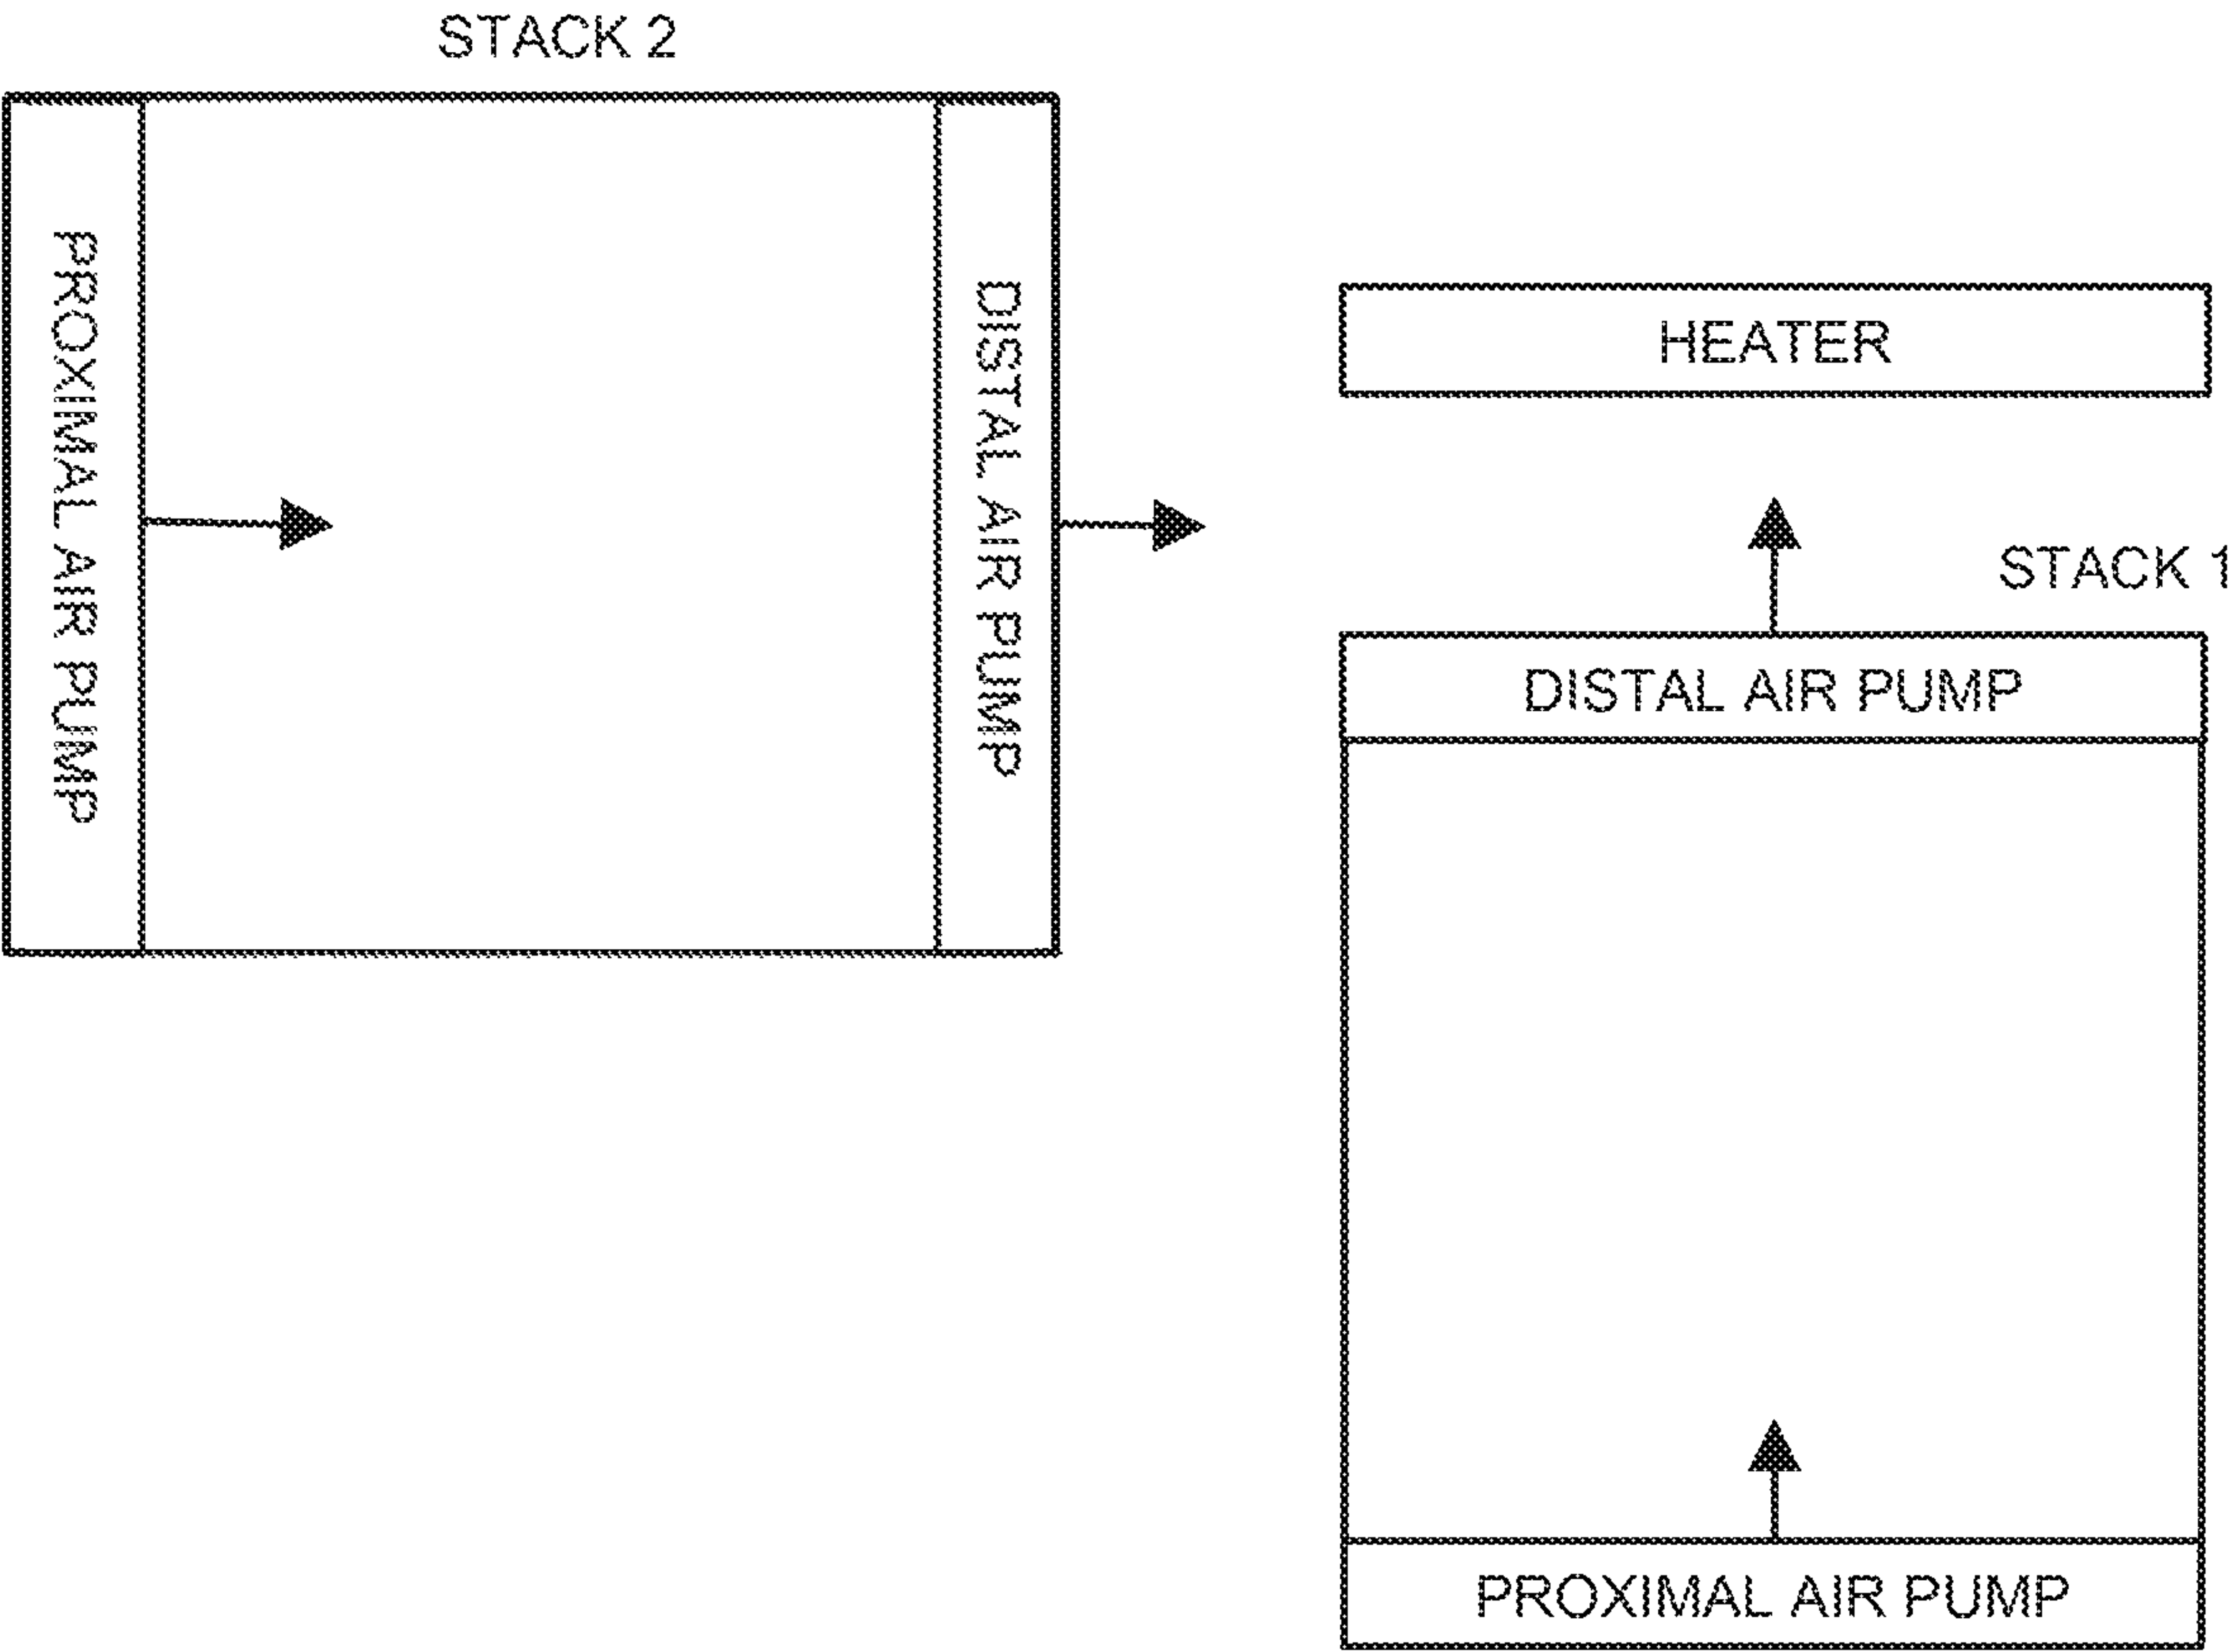 STACK 2
PROXIMAL AIR PUMP
DISTAL AIR PUMP
HEATER
STACK 1
DISTAL AIR PUMP
PROXIMAL AIR PUMP